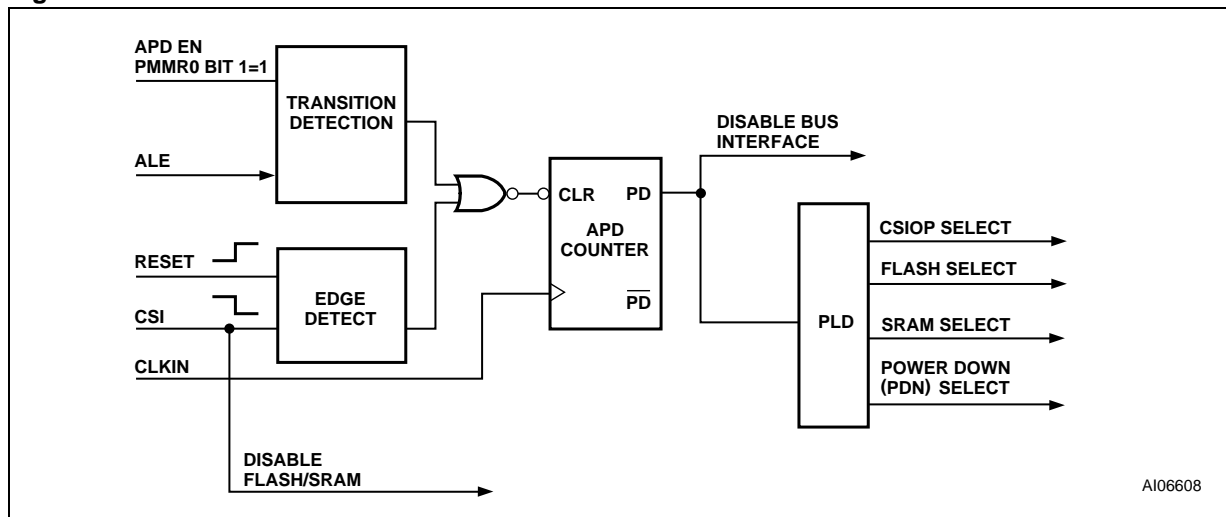 APD EN
PMMR0 BIT 1=1
TRANSITION
DETECTION
ALE
RESET
CSI
EDGE
DETECT
CLKIN
DISABLE
FLASH/SRAM
CLR PD
APD
COUNTER
PD
DISABLE BUS
INTERFACE
PLD
CSIOP SELECT
FLASH SELECT
SRAM SELECT
POWER DOWN
(PDN) SELECT
AI06608